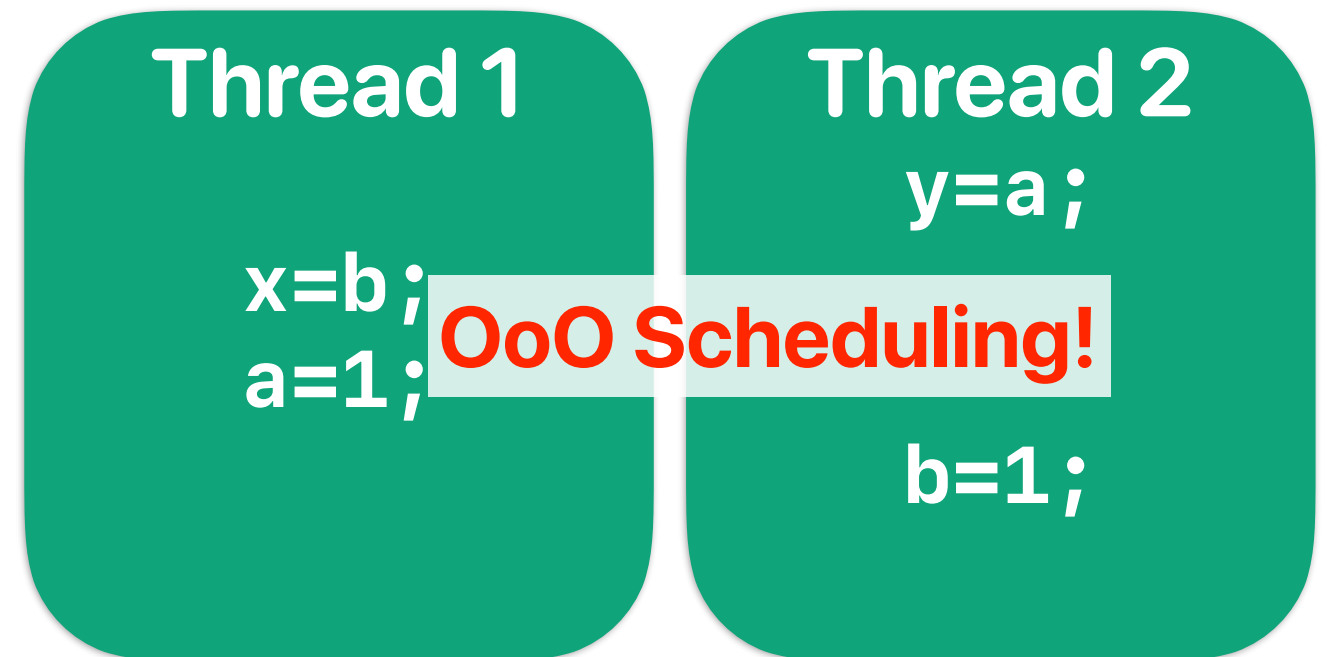 Thread 1
x=b;
a=1;
OoO Scheduling!
Thread 2
y=a;
b=1;